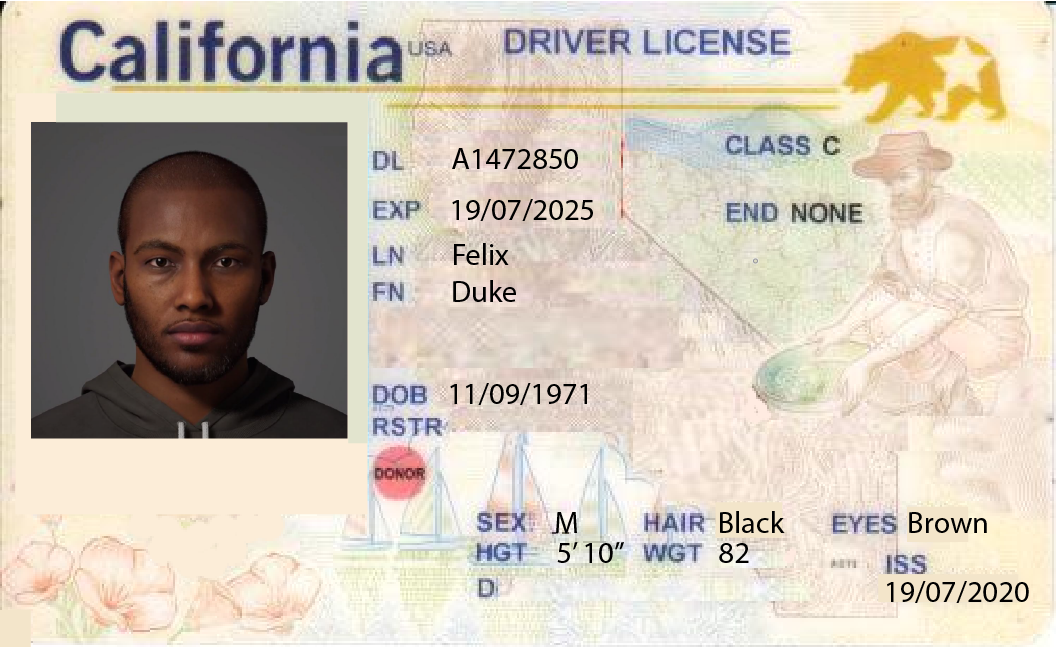 California USA DRIVER LICENSE
DL A1472850
CLASS C
EXP 19/07/2025
END NONE
LN Felix
FN Duke
DOB 11/09/1971
RSTR
DONOR
SEX M HAIR Black EYES Brown
HGT 5’ 10” WGT 82
ISS
D
19/07/2020